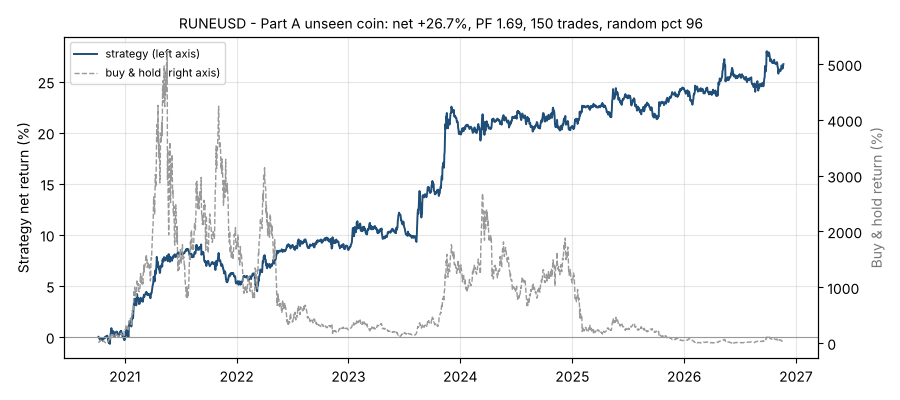 RUNEUSD - Part A unseen coin: net +26.7%, PF 1.69, 150 trades, random pct 96
strategy (left axis)
buy & hold (right axis)
Strategy net return (%)
25
20
15
10
5
0
5000
4000
3000
2000
1000
0
Buy & hold return (%)
2021 2022 2023 2024 2025 2026 2027